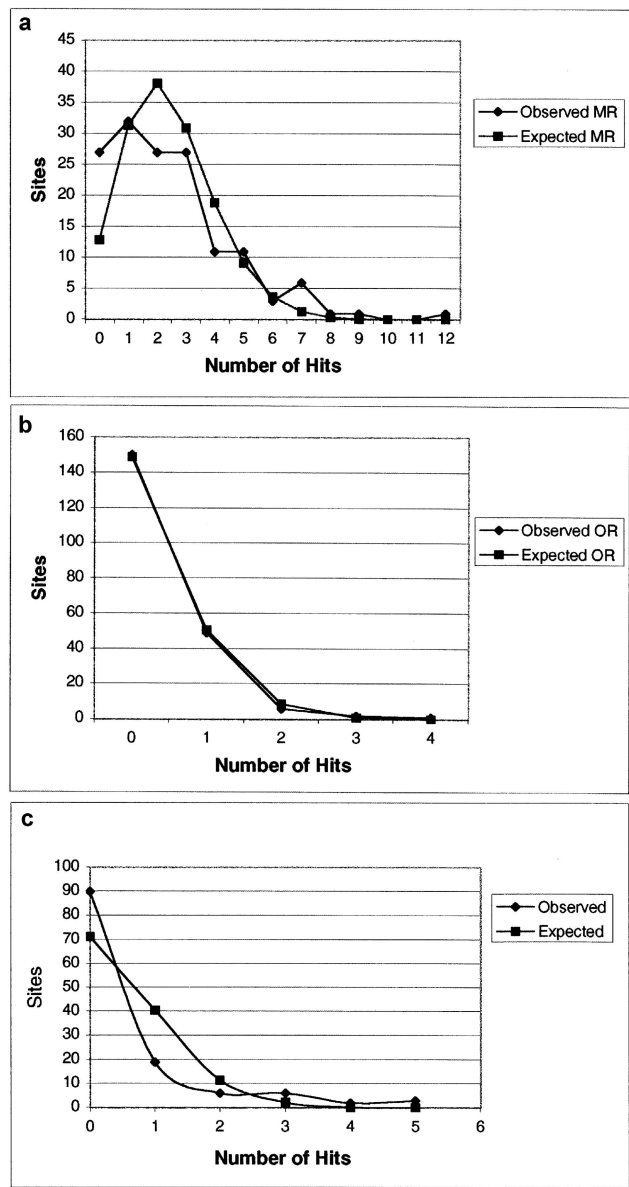 a
45
40
35
30
25
20
15
10
5
0
Sites
0 1 2 3 4 5 6 7 8 9 10 11 12
Number of Hits
Observed MR
Expected MR
b
160
140
120
100
80
60
40
20
0
Sites
0 1 2 3 4
Number of Hits
Observed OR
Expected OR
c
100
90
80
70
60
50
40
30
20
10
0
Sites
0 1 2 3 4 5 6
Number of Hits
Observed
Expected